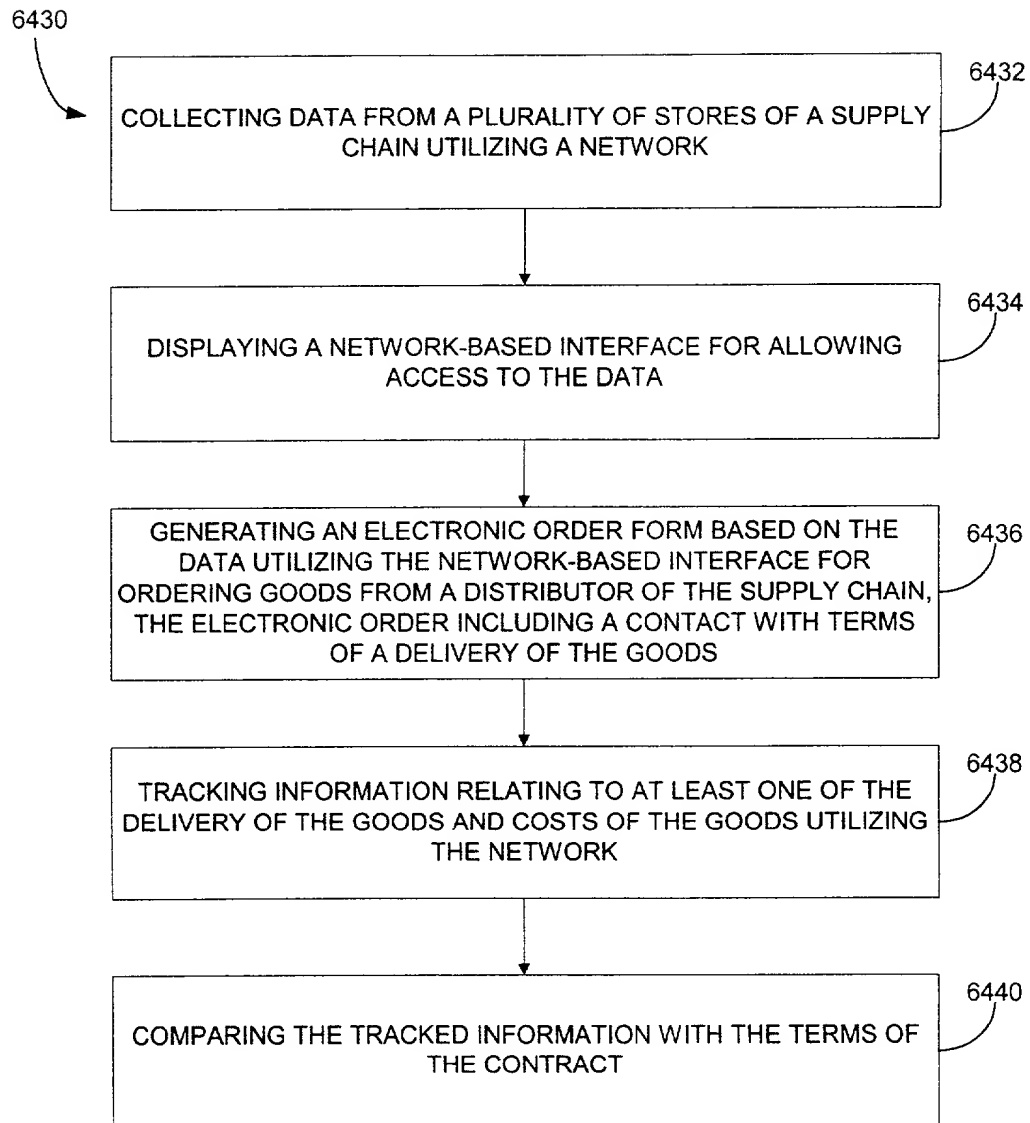 6430
6432
COLLECTING DATA FROM A PLURALITY OF STORES OF A SUPPLY
CHAIN UTILIZING A NETWORK
6434
DISPLAYING A NETWORK-BASED INTERFACE FOR ALLOWING
ACCESS TO THE DATA
6436
GENERATING AN ELECTRONIC ORDER FORM BASED ON THE
DATA UTILIZING THE NETWORK-BASED INTERFACE FOR
ORDERING GOODS FROM A DISTRIBUTOR OF THE SUPPLY CHAIN,
THE ELECTRONIC ORDER INCLUDING A CONTACT WITH TERMS
OF A DELIVERY OF THE GOODS
6438
TRACKING INFORMATION RELATING TO AT LEAST ONE OF THE
DELIVERY OF THE GOODS AND COSTS OF THE GOODS UTILIZING
THE NETWORK
6440
COMPARING THE TRACKED INFORMATION WITH THE TERMS OF
THE CONTRACT